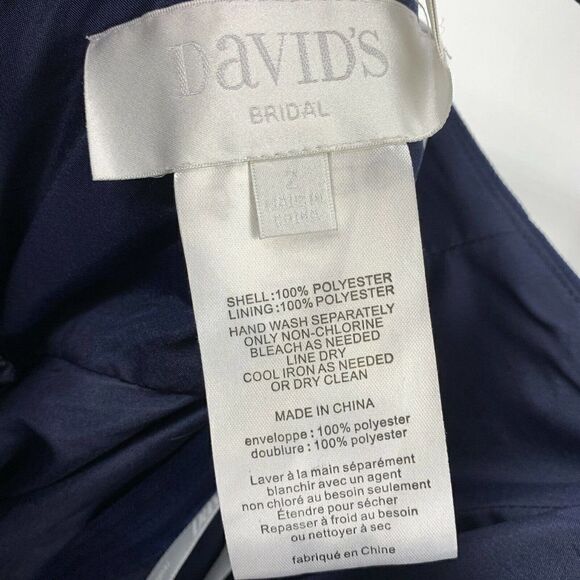 DAVID'S
BRIDAL
2
MADE IN
CHINA
SHELL:100% POLYESTER
LINING:100% POLYESTER
HAND WASH SEPARATELY
ONLY NON-CHLORINE
BLEACH AS NEEDED
LINE DRY
COOL IRON AS NEEDED
OR DRY CLEAN
MADE IN CHINA
enveloppe : 100% polyester
doublure : 100% polyester
Laver à la main séparément
blanchir avec un agent
non chloré au besoin seulement
Étendre pour sécher
Repasser à froid au besoin
ou nettoyer à sec
fabriqué en Chine